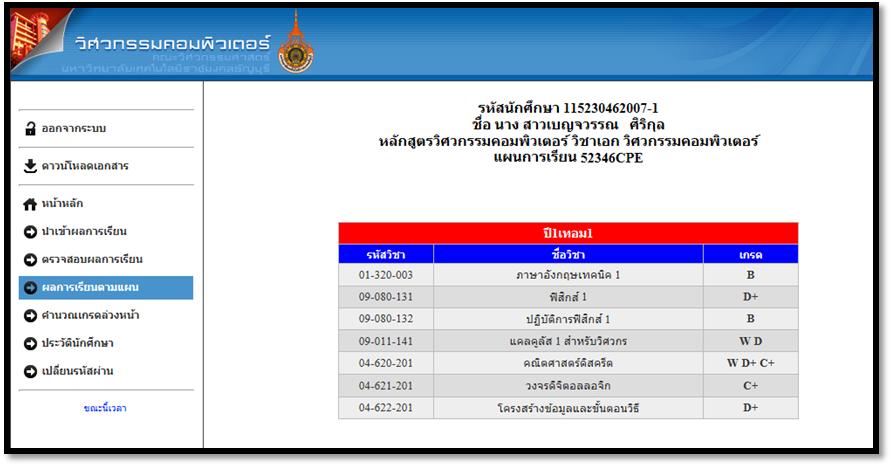 วิศวกรรมคอมพิวเตอร์
คณะวิศวกรรมศาสตร์
มหาวิทยาลัยเทคโนโลยีราชมงคลธัญบุรี
ออกจากระบบ
ดาวน์โหลดเอกสาร
หน้าหลัก
นำเข้าผลการเรียน
ตรวจสอบผลการเรียน
ผลการเรียนตามแผน
คำนวณเกรดล่วงหน้า
ประวัตินักศึกษา
เปลี่ยนรหัสผ่าน
ขณะนี้เวลา
รหัสนักศึกษา 115230462007-1
ชื่อ นาง สาวเบญจวรรณ ศิริกุล
หลักสูตรวิศวกรรมคอมพิวเตอร์ วิชาเอก วิศวกรรมคอมพิวเตอร์
แผนการเรียน 52346CPE
ปี1เทอม1
รหัสวิชา ชื่อวิชา เกรด
01-320-003 ภาษาอังกฤษเทคนิค 1 B
09-080-131 ฟิสิกส์ 1 D+
09-080-132 ปฏิบัติการฟิสิกส์ 1 B
09-011-141 แคลคูลัส 1 สำหรับวิศวกร W D
04-620-201 คณิตศาสตร์ดิสครีต W D+ C+
04-621-201 วงจรดิจิตอลลอจิก C+
04-622-201 โครงสร้างข้อมูลและขั้นตอนวิธี D+